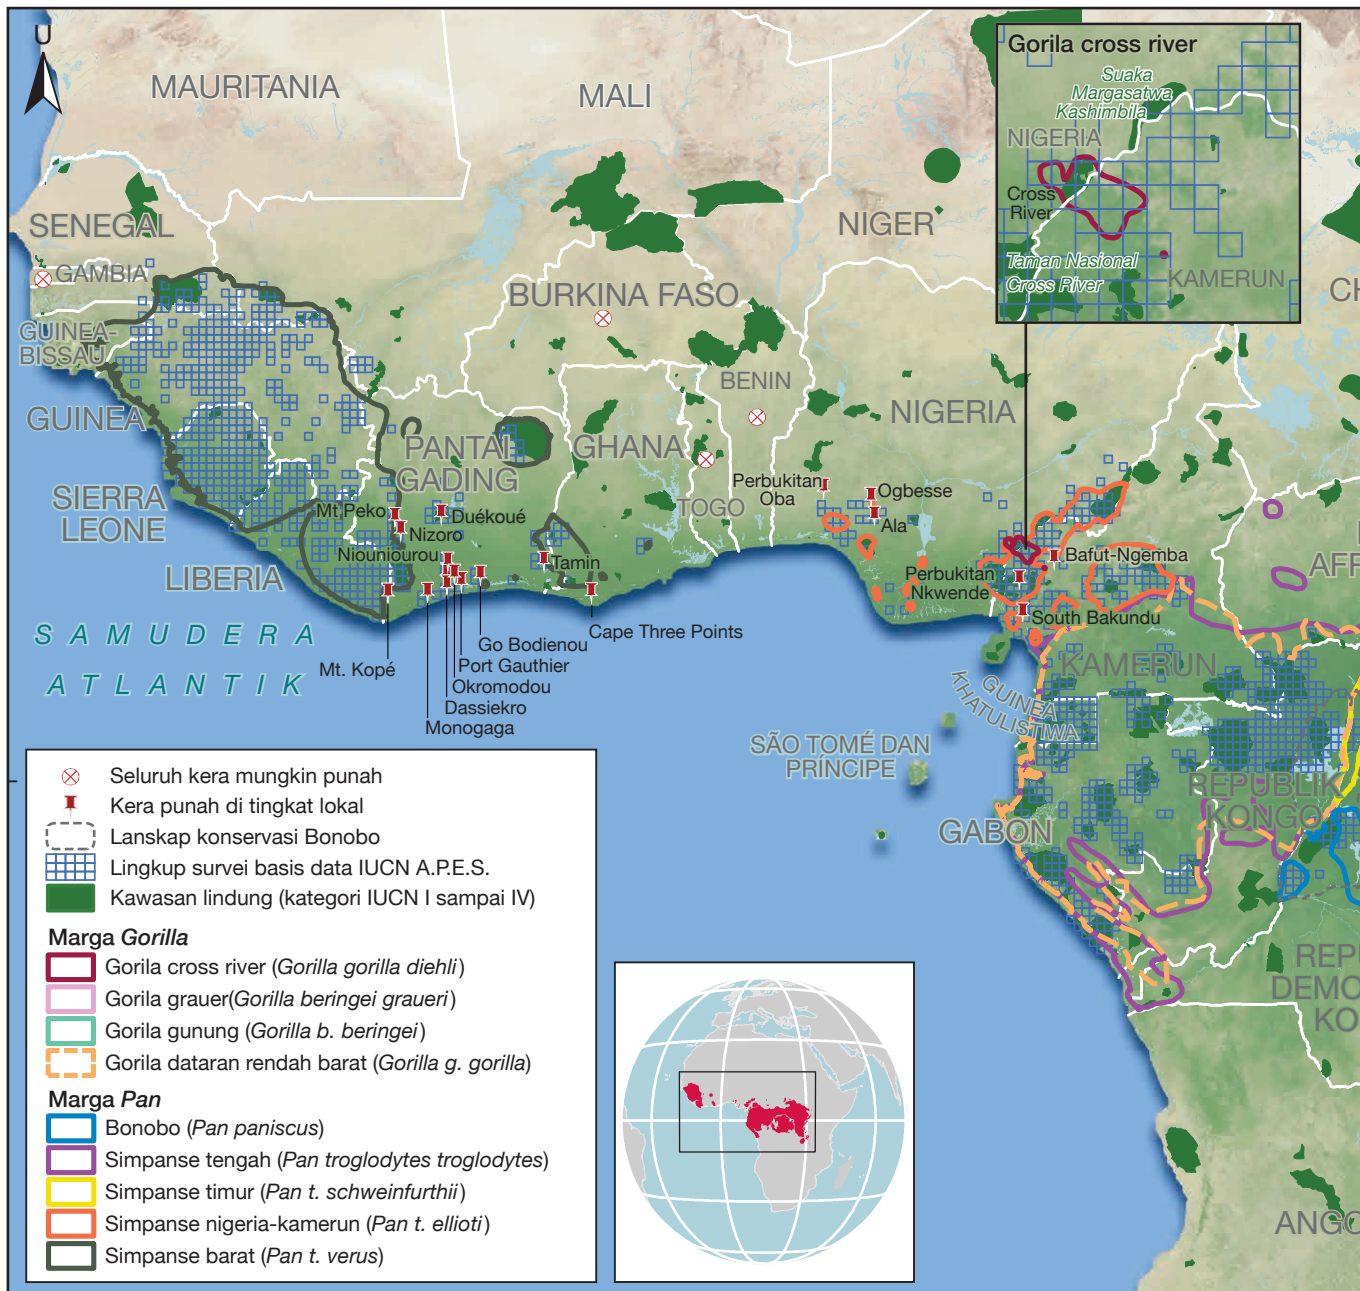 U
MAURITANIA
MALI
SENEGAL
GAMBIA
GUINEA-
BISSAU
GUINEA
SIERRA
LEONE
LIBERIA
BURKINA FASO
NIGER
BENIN
NIGERIA
PANTAI
GADING
GHANA
TOGO
Gorila cross river
Suaka
Margasatwa
Kashimbila
NIGERIA
Cross
River
Taman Nasional
Cross River
KAMERUN
CH
AFR
Mt Peko
Duékoué
Nizoro
Niouniourou
Tamin
Perbukitan
Oba
Ogbesse
Ala
Bafut-Ngemba
Perbukitan
Nkwende
South Bakundu
Mt. Kopé
Cape Three Points
Go Bodienou
Port Gauthier
Okromodou
Dassiekro
Monogaga
SAMUDERA
ATLANTIK
KAMERUN
GUINEA
KHATULISTIWA
SÃO TOMÉ DAN
PRÍNCIPE
GABON
REPUBLIK
KONGO
REPU
DEMO
KO
ANGO
Seluruh kera mungkin punah
Kera punah di tingkat lokal
Lanskap konservasi Bonobo
Lingkup survei basis data IUCN A.P.E.S.
Kawasan lindung (kategori IUCN I sampai IV)
Marga Gorilla
Gorila cross river (Gorilla gorilla diehli)
Gorila grauer(Gorilla beringei graueri)
Gorila gunung (Gorilla b. beringei)
Gorila dataran rendah barat (Gorilla g. gorilla)
Marga Pan
Bonobo (Pan paniscus)
Simpanse tengah (Pan troglodytes troglodytes)
Simpanse timur (Pan t. schweinfurthii)
Simpanse nigeria-kamerun (Pan t. ellioti)
Simpanse barat (Pan t. verus)